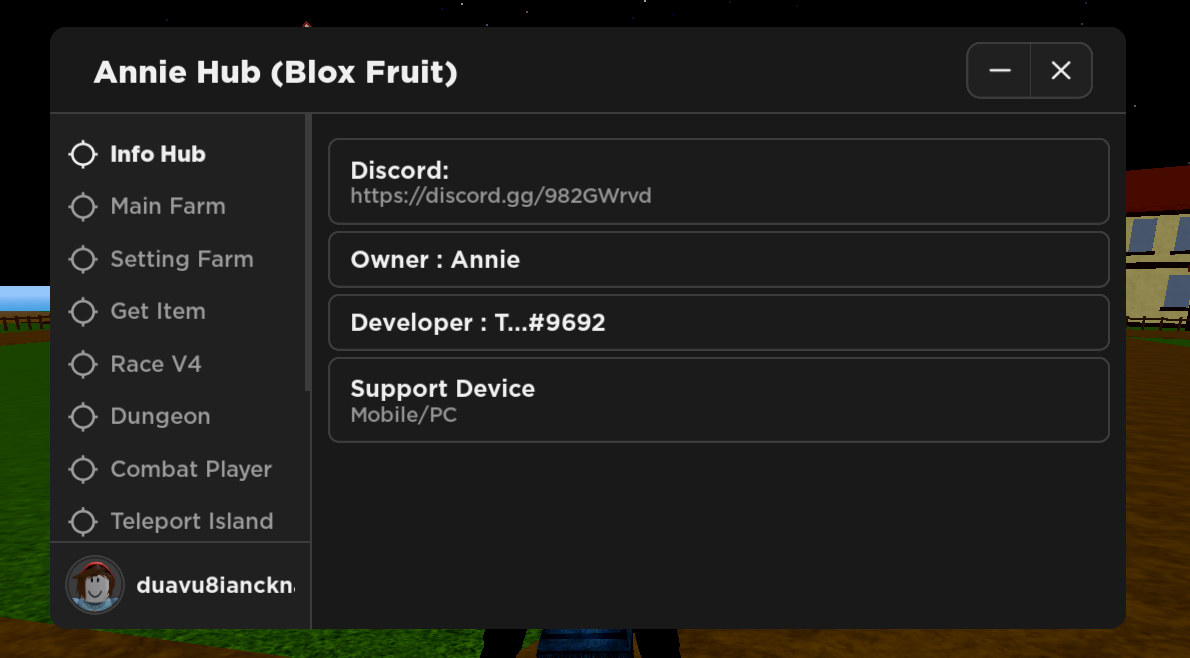 Annie Hub (Blox Fruit)
Info Hub
Main Farm
Setting Farm
Get Item
Race V4
Dungeon
Combat Player
Teleport Island
duavu8ianckn
Discord:
https://discord.gg/982GWrvd
Owner : Annie
Developer : T...#9692
Support Device
Mobile/PC